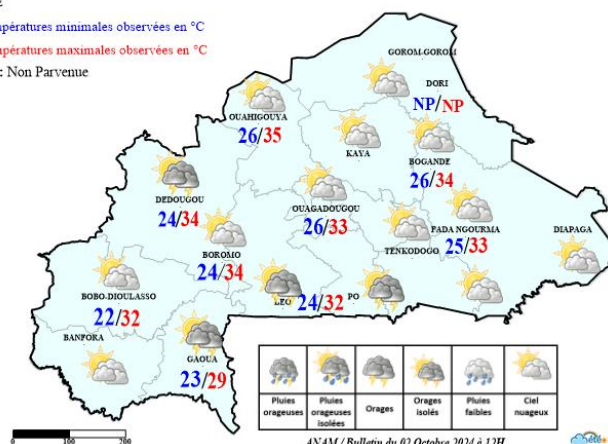 températures minimales observées en °C
températures maximales observées en °C
: Non Parvenue
GOROM-GOROM
DORI
NP/NP
OUAHIGOUYA
26/35
KAYA
BOGANDE
26/34
DEDOUGOU
24/34
OUAGADOUGOU
26/33
FADA NGOURMA
25/33
TENKODOGO
DIAPAGA
BOROMO
24/34
BOBO-DIOULASSO
22/32
LEO 24/32 PO
BANFORA
GAOUA
23/29
Pluies orageuses
Pluies orageuses isolées
Orages
Orages isolés
Pluies faibles
Ciel nuageux
ANAM / Bulletin du 02 Octobre 2024 à 12H
0 100 200